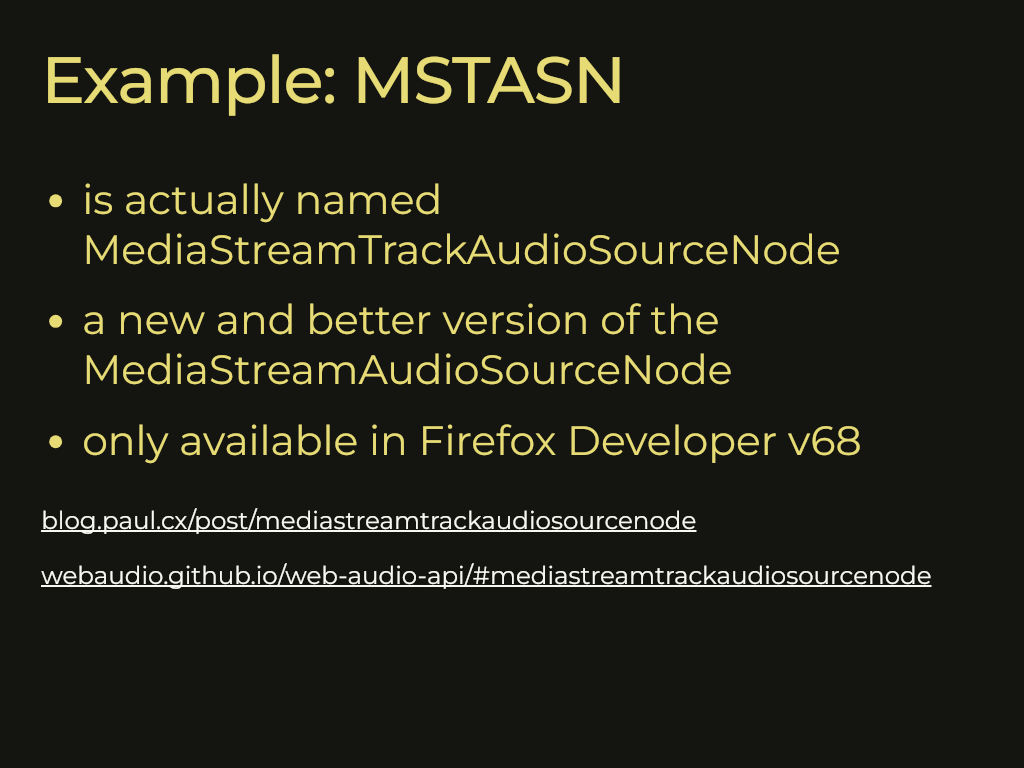 Example: MSTASN
• is actually named
MediaStreamTrackAudioSourceNode
• a new and better version of the
MediaStreamAudioSourceNode
• only available in Firefox Developer v68
blog.paul.cx/post/mediastreamtrackaudiosourcenode
webaudio.github.io/web-audio-api/#mediastreamtrackaudiosourcenode